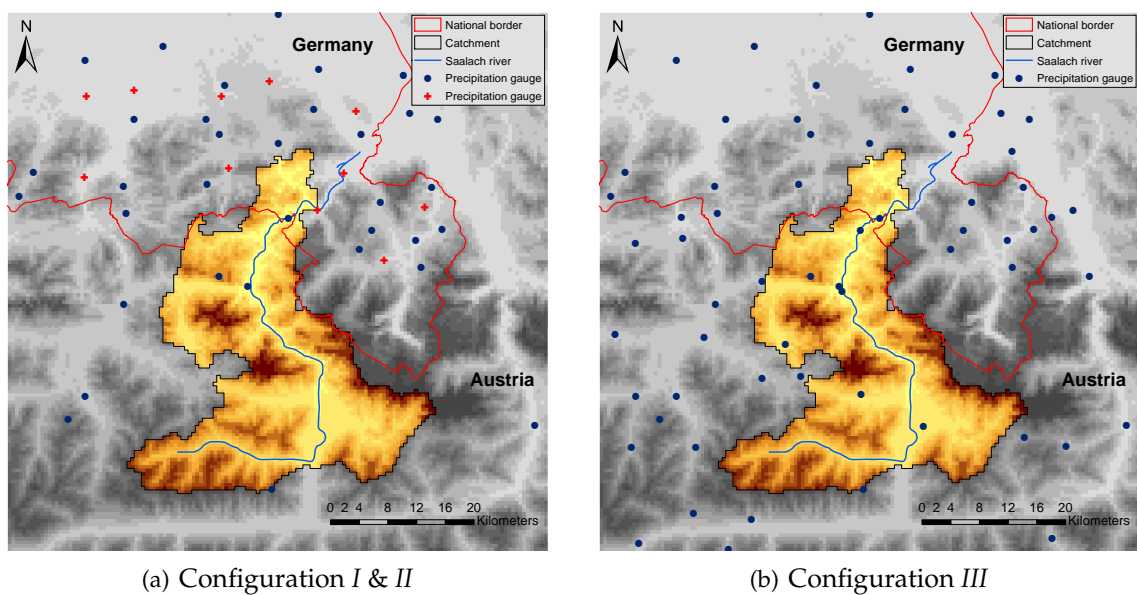 N
Germany
National border
Catchment
Saalach river
Precipitation gauge
Precipitation gauge
Austria
0 2 4 8 12 16 20
Kilometers
(a) Configuration I & II
N
Germany
National border
Catchment
Saalach river
Precipitation gauge
Austria
0 2 4 8 12 16 20
Kilometers
(b) Configuration III